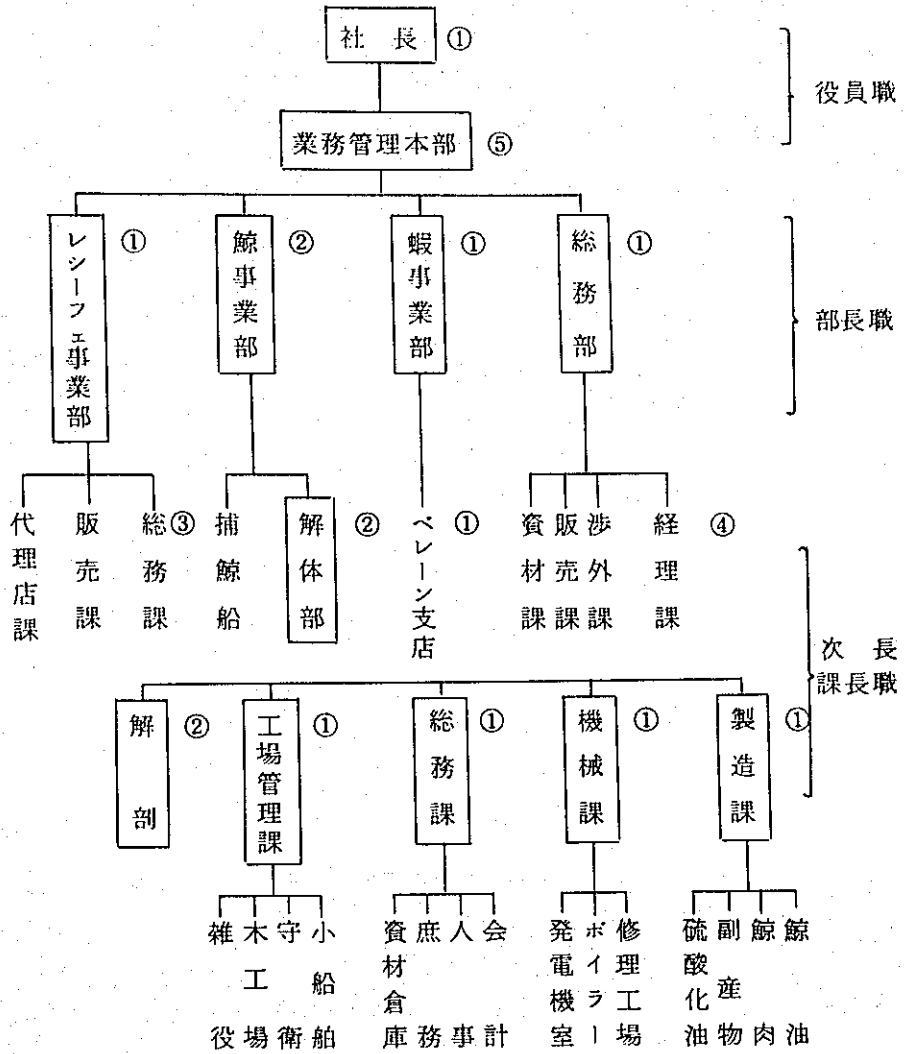 社長 ①
役員職
業務管理本部 ⑤
レシーフェ事業部 ①
鯨事業部 ②
蝦事業部 ①
総務部 ①
部長職
代理店課
販売課
総務課 ③
捕鯨船
解体部 ②
ベレーン支店 ①
資材課
販売課
渉外課
経理課 ④
次長
課長職
解剖 ②
工場管理課 ①
総務課 ①
機械課 ①
製造課 ①
雑役
木工場
守衛
小船舶
資材倉庫
庶務
人事
会計
発電機室
ボイラー
修理工場
硫酸化油
副産物
鯨肉
鯨油